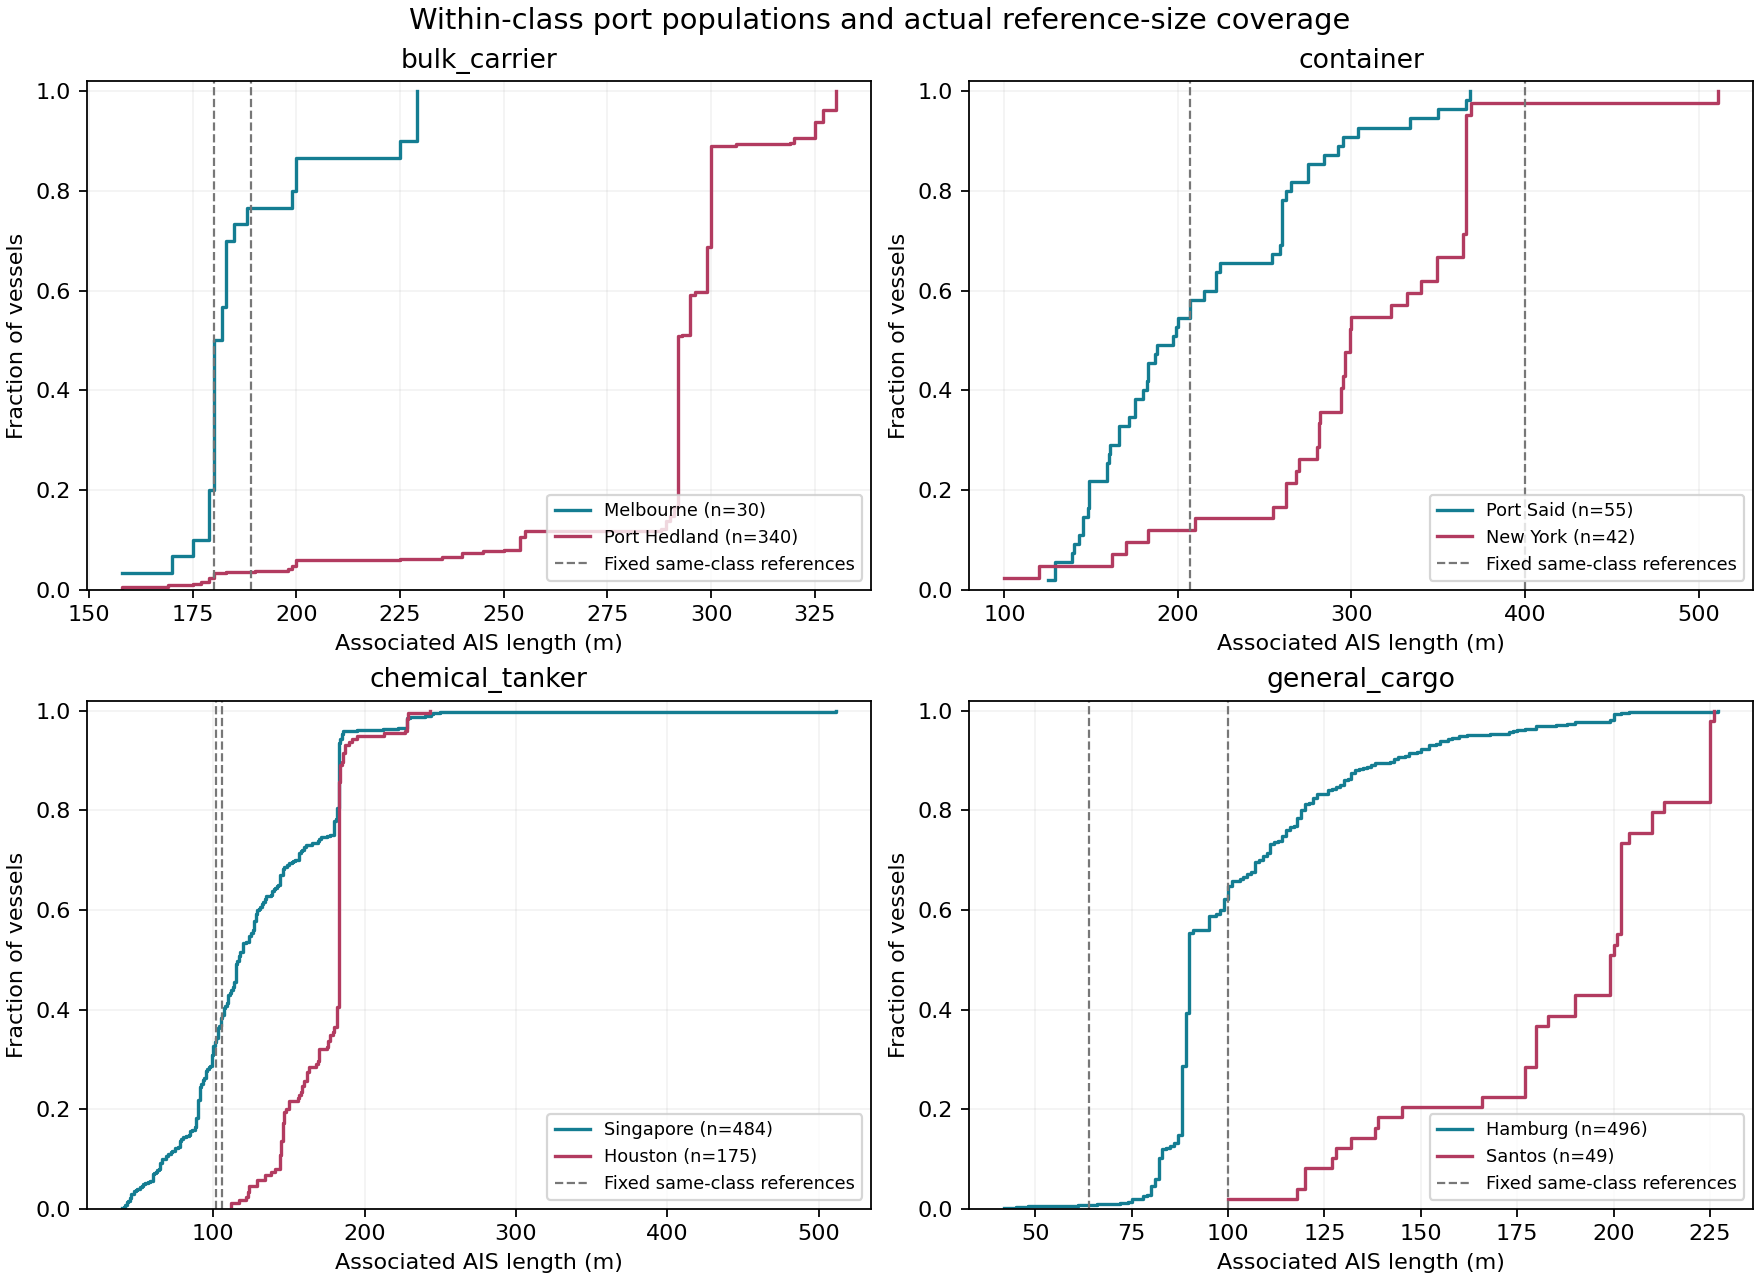 Within-class port populations and actual reference-size coverage
bulk_carrier
Fraction of vessels
1.0
0.8
0.6
0.4
0.2
0.0
150 175 200 225 250 275 300 325
Associated AIS length (m)
Melbourne (n=30)
Port Hedland (n=340)
Fixed same-class references
container
Fraction of vessels
1.0
0.8
0.6
0.4
0.2
0.0
100 200 300 400 500
Associated AIS length (m)
Port Said (n=55)
New York (n=42)
Fixed same-class references
chemical_tanker
Fraction of vessels
1.0
0.8
0.6
0.4
0.2
0.0
100 200 300 400 500
Associated AIS length (m)
Singapore (n=484)
Houston (n=175)
Fixed same-class references
general_cargo
Fraction of vessels
1.0
0.8
0.6
0.4
0.2
0.0
50 75 100 125 150 175 200 225
Associated AIS length (m)
Hamburg (n=496)
Santos (n=49)
Fixed same-class references